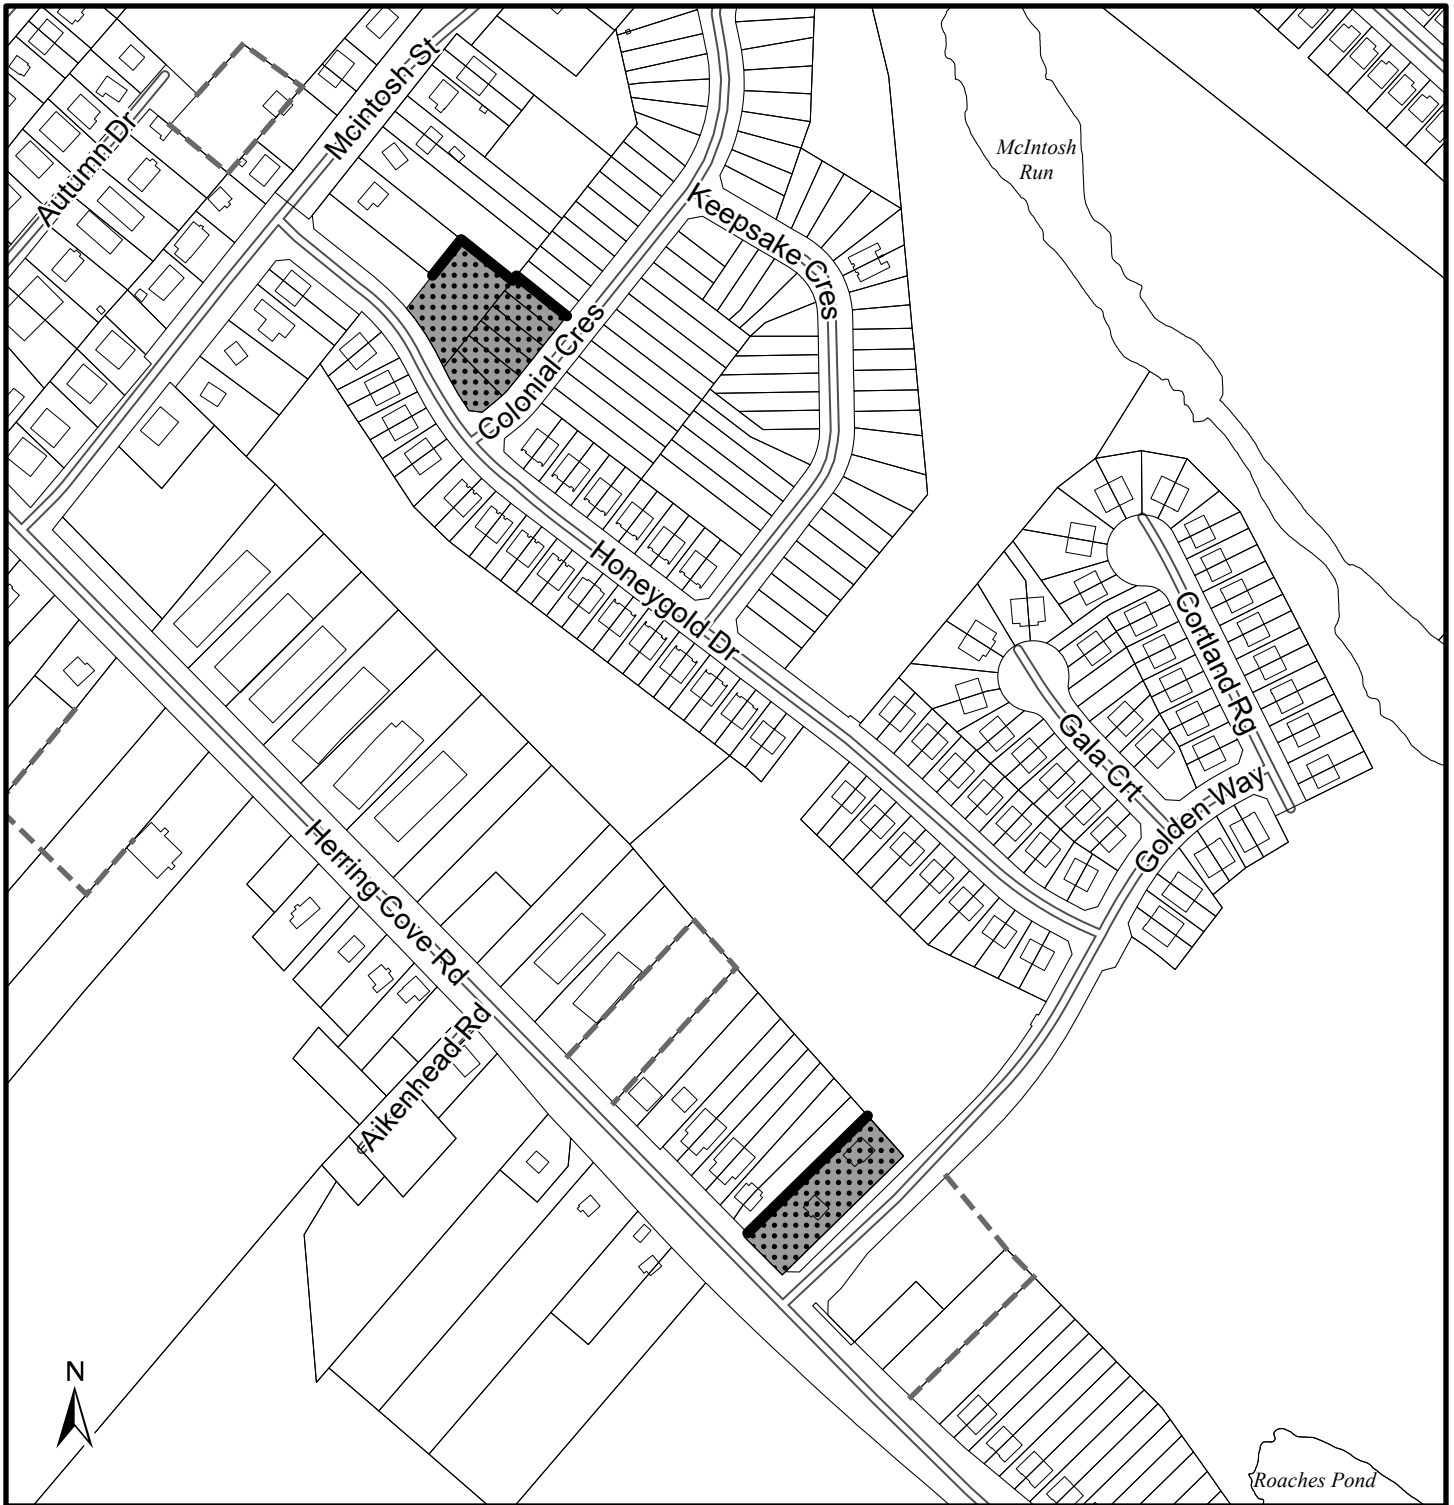 Mcintosh St
Autumn Dr
McIntosh
Run
Keepsake Cres
Colonial Cres
Honeygold Dr
Cortland Rg
Gala Crt
Golden Way
Herring Cove Rd
Aikenhead Rd
N
Roaches Pond